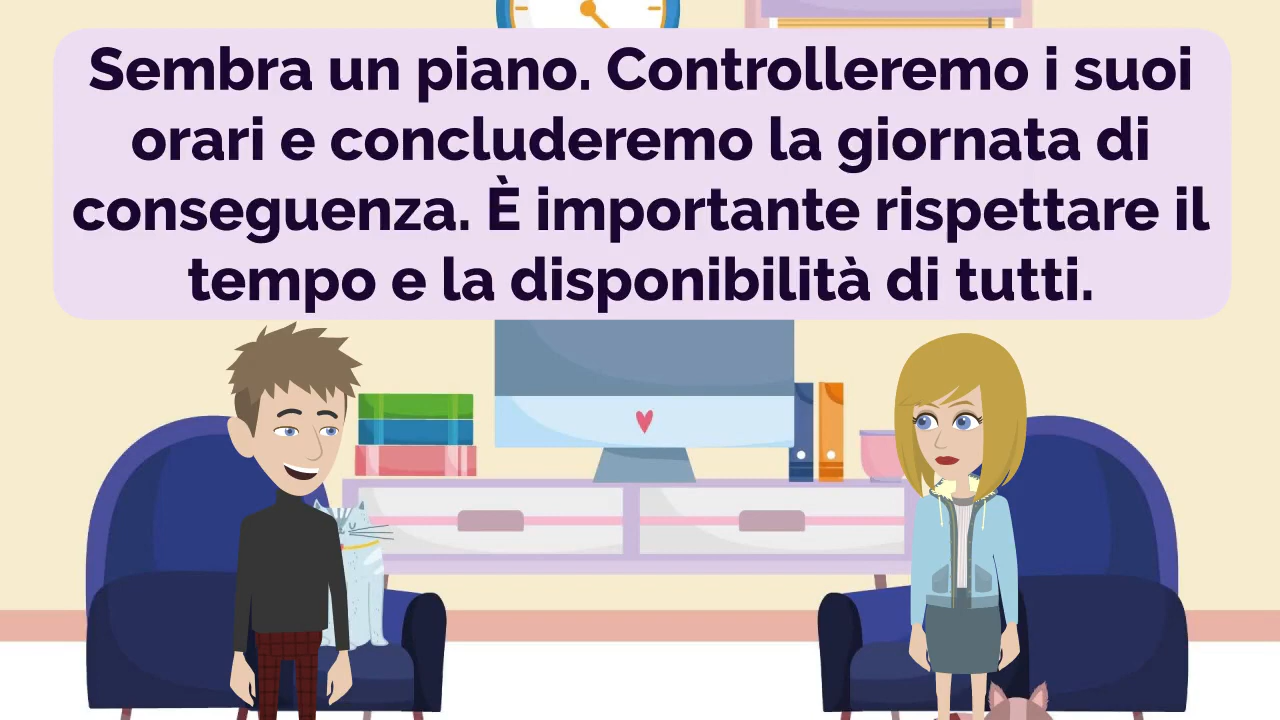 Sembra un piano. Controlleremo i suoi
orari e concluderemo la giornata di
conseguenza. È importante rispettare il
tempo e la disponibilità di tutti.